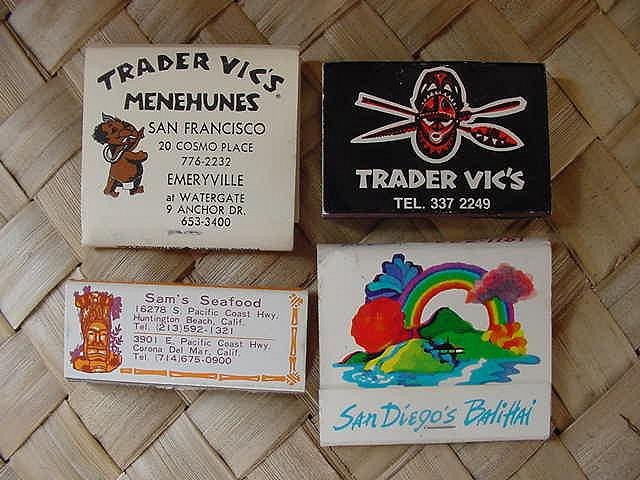 TRADER VIC'S
MENEHUNES
SAN FRANCISCO
20 COSMO PLACE
776-2232
EMERYVILLE
at WATERGATE
9 ANCHOR DR.
653-3400
TRADER VIC'S
TEL. 337 2249
Sam's Seafood
16278 S. Pacific Coast Hwy.
Huntington Beach, Calif.
Tel. (213) 592-1321
3901 E. Pacific Coast Hwy.
Corona Del Mar, Calif.
Tel. (714) 675-0900
San Diego's Bali Hai